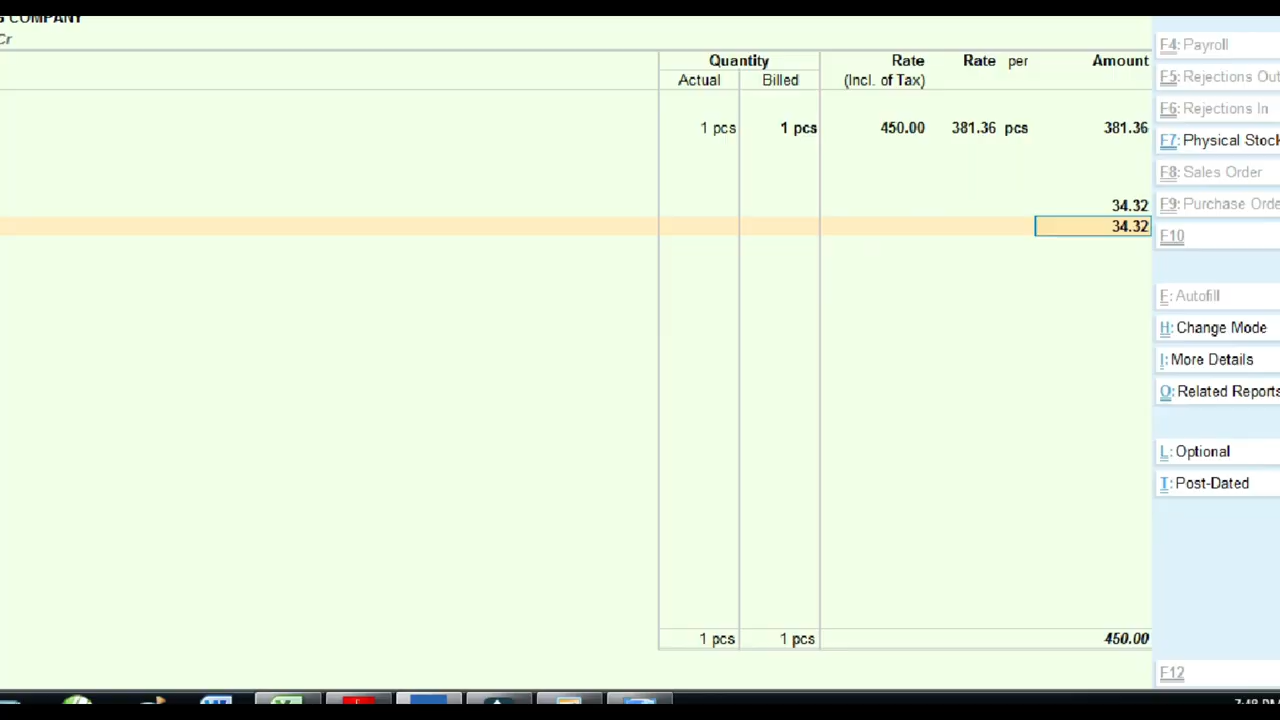 COMPANY
Cr
Quantity Rate Rate per Amount
Actual Billed (Incl. of Tax)
1 pcs 1 pcs 450.00 381.36 pcs 381.36
34.32
34.32
1 pcs 1 pcs 450.00
F4: Payroll
F5: Rejections Out
F6: Rejections In
F7: Physical Stock
F8: Sales Order
F9: Purchase Orde
F10
E: Autofill
H: Change Mode
I: More Details
O: Related Reports
L: Optional
T: Post-Dated
F12